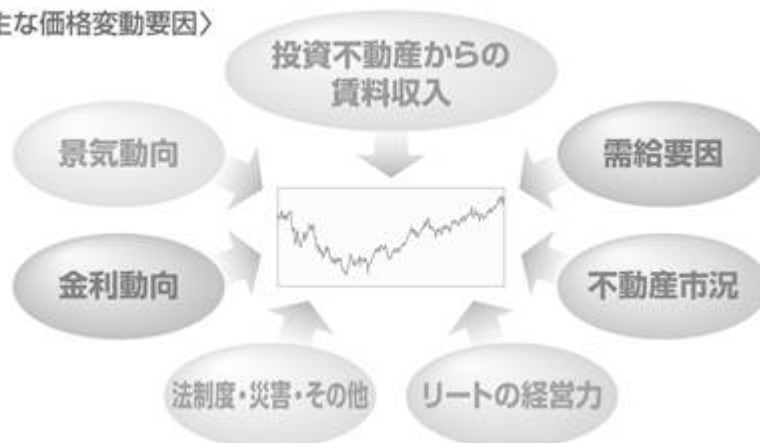 主な価格変動要因〉
投資不動産からの
賃料収入
景気動向
需給要因
金利動向
不動産市況
法制度・災害・その他
リートの経営力